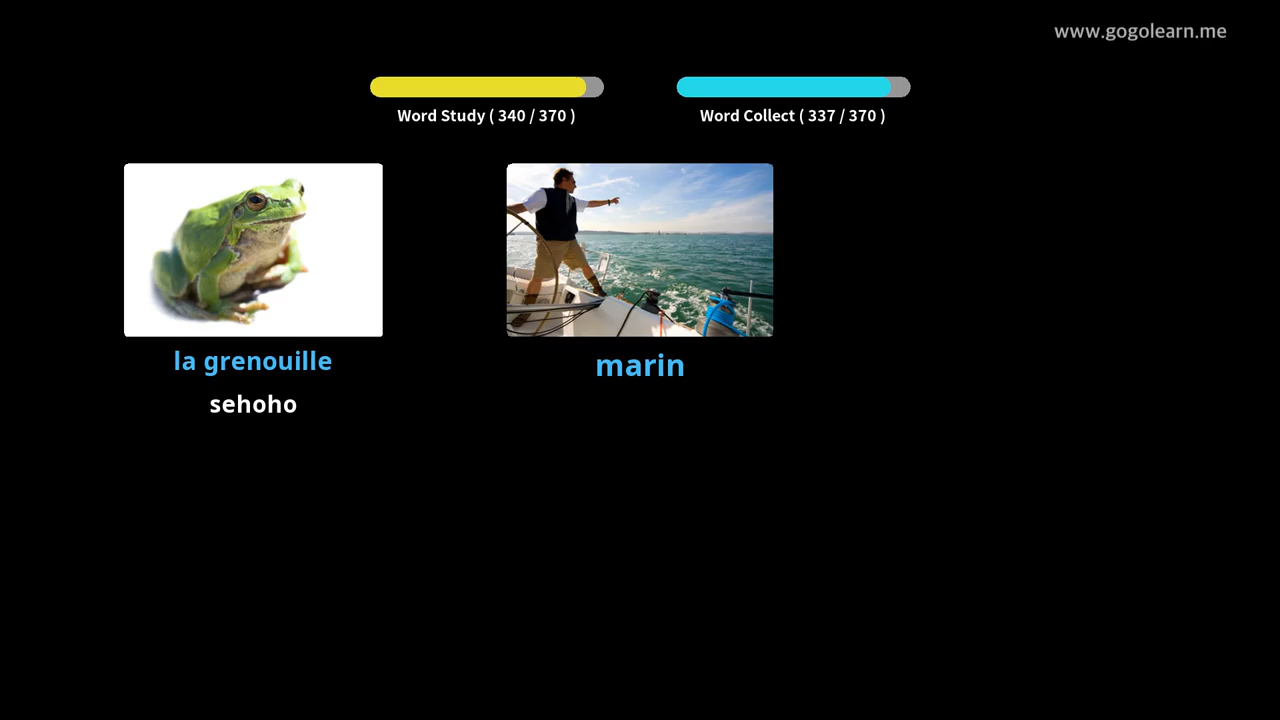 www.gogolearn.me
Word Study ( 340 / 370 )
Word Collect ( 337 / 370 )
la grenouille
sehoho
marin